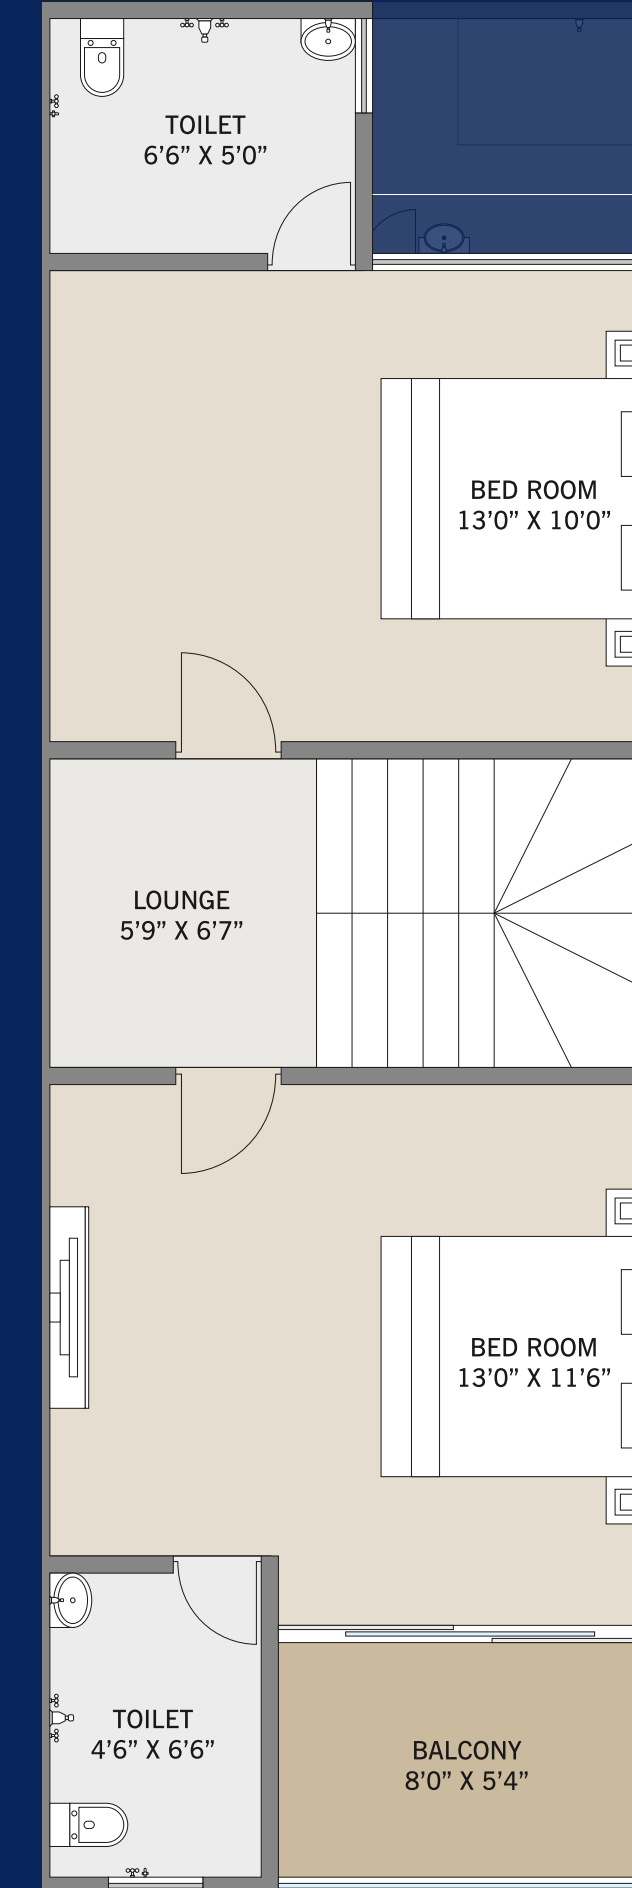 TOILET
6’6” X 5’0”
BED ROOM
13’0” X 10’0”
LOUNGE
5’9” X 6’7”
BED ROOM
13’0” X 11’6”
TOILET
4’6” X 6’6”
BALCONY
8’0” X 5’4”